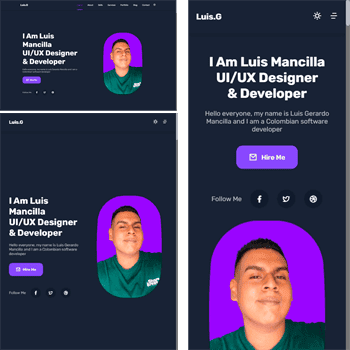 Luis.G
I Am Luis
Mancilla
UI/UX Designer
& Developer
Hire Me
Luis.G
I Am Luis
Mancilla
UI/UX Designer
& Developer
Hello everyone, my name is Luis Gerardo
Mancilla and I am a Colombian software
developer
Hire Me
Follow Me
Luis.G
I Am Luis Mancilla
UI/UX Designer
& Developer
Hello everyone, my name is Luis Gerardo
Mancilla and I am a Colombian software
developer
Hire Me
Follow Me